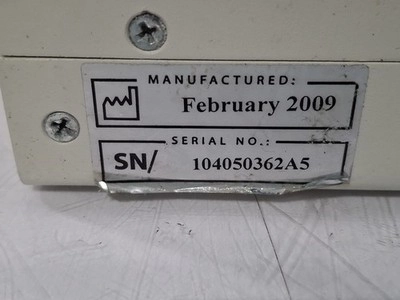 MANUFACTURED:
February 2009
SERIAL NO.:
SN/ 104050362A5